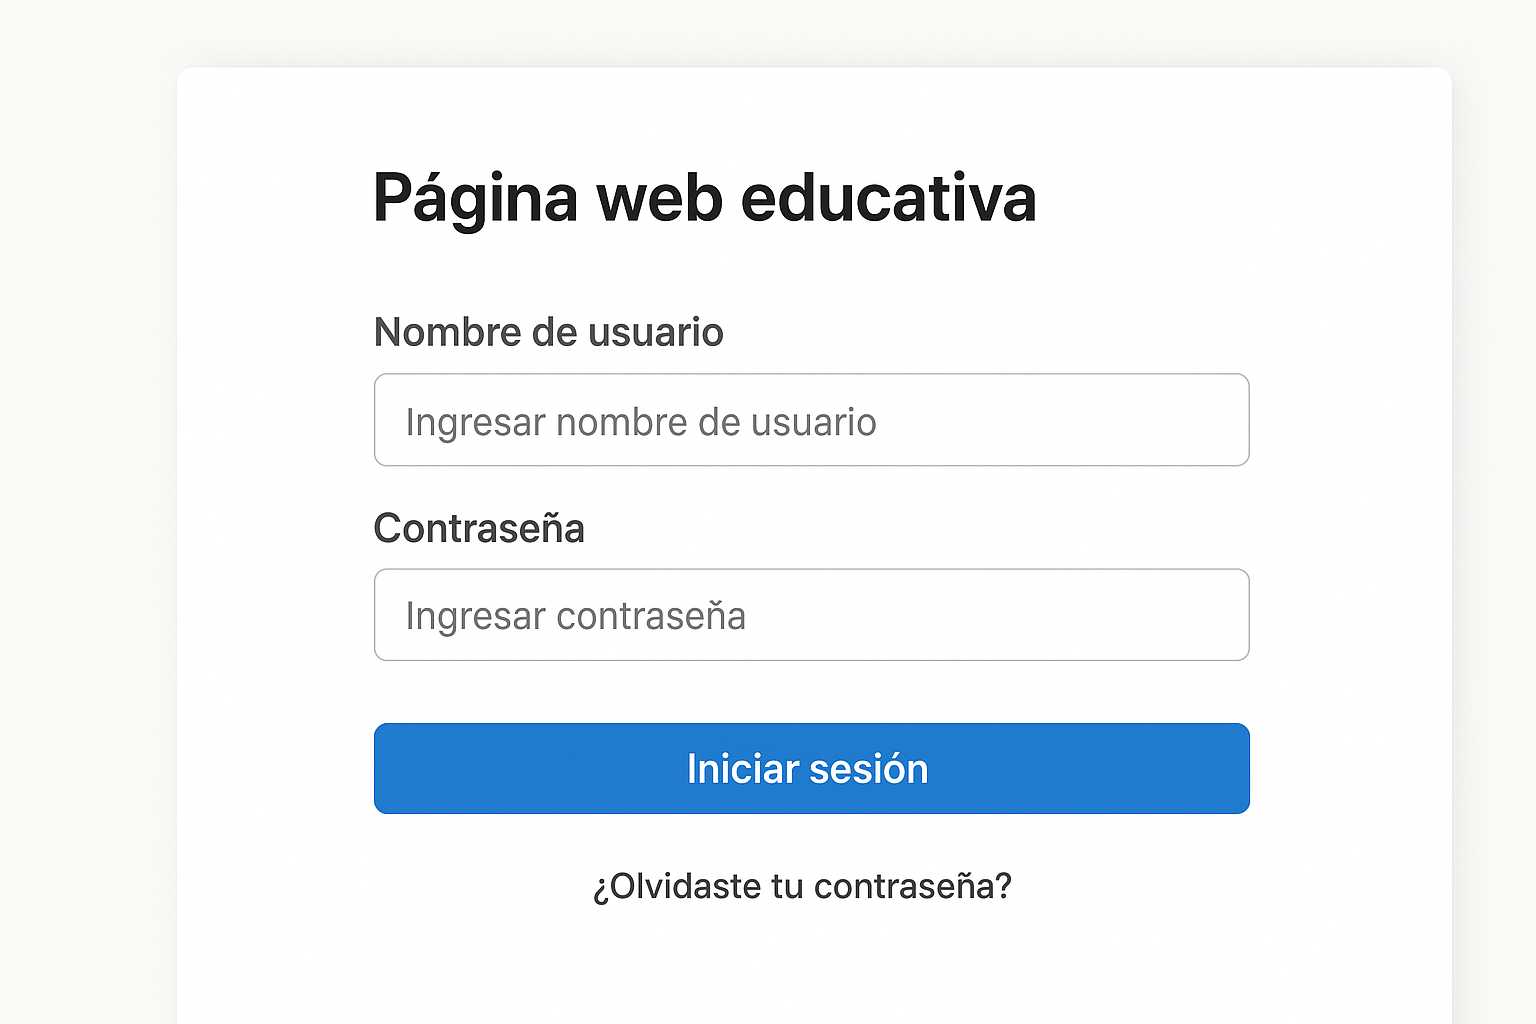 Página web educativa
Nombre de usuario
Ingresar nombre de usuario
Contraseña
Ingresar contraseña
Iniciar sesión
¿Olvidaste tu contraseña?